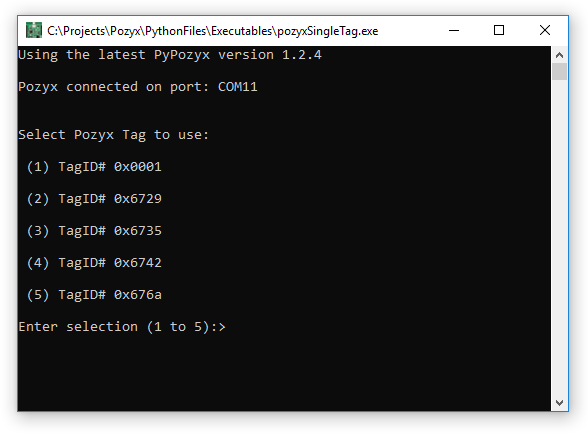 C:\Projects\Pozyx\PythonFiles\Executables\pozyxSingleTag.exe
Using the latest PyPozyx version 1.2.4
Pozyx connected on port: COM11
Select Pozyx Tag to use:
(1) TagID# 0x0001
(2) TagID# 0x6729
(3) TagID# 0x6735
(4) TagID# 0x6742
(5) TagID# 0x676a
Enter selection (1 to 5):>